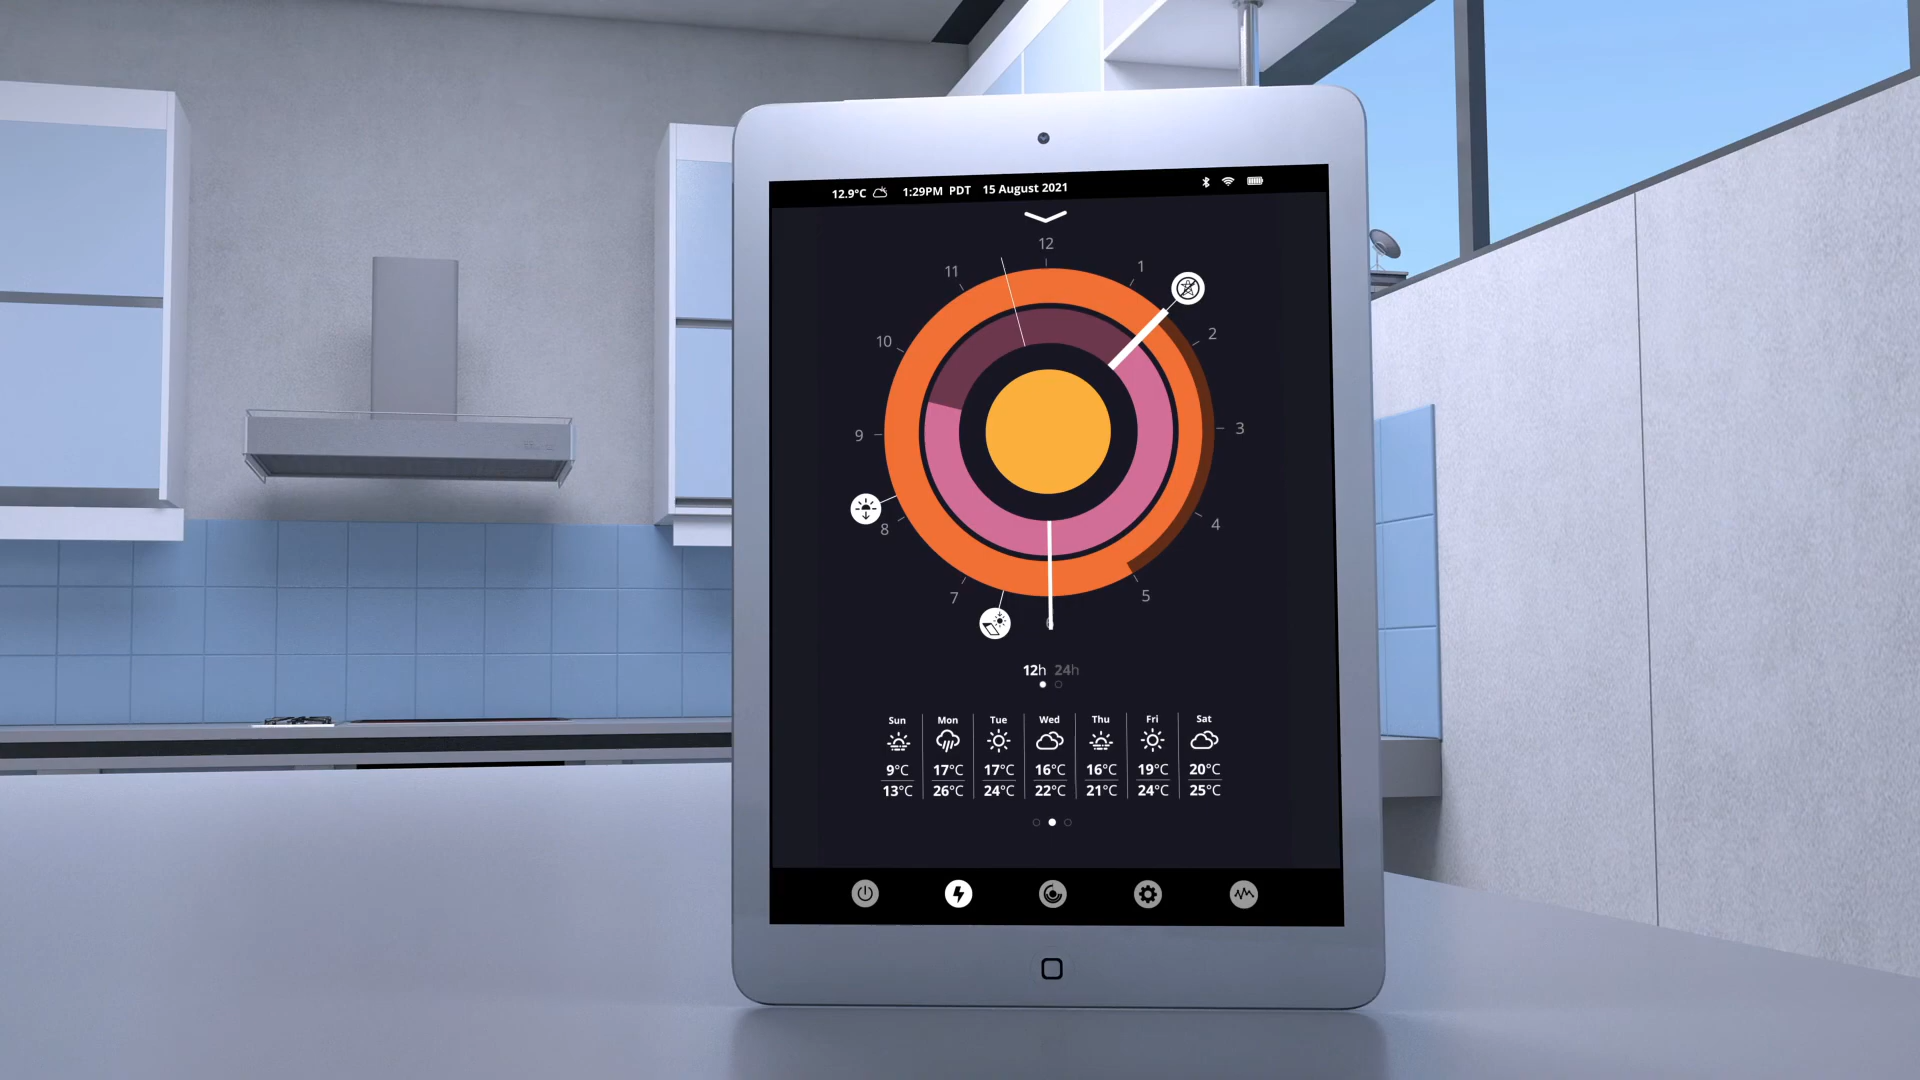 12.9°C 1:29PM PDT 15 August 2021
12
11 1
10 2
9 3
8 4
7 5
12h 24h
Sun Mon Tue Wed Thu Fri Sat
9°C 17°C 17°C 16°C 16°C 19°C 20°C
13°C 26°C 24°C 22°C 21°C 24°C 25°C